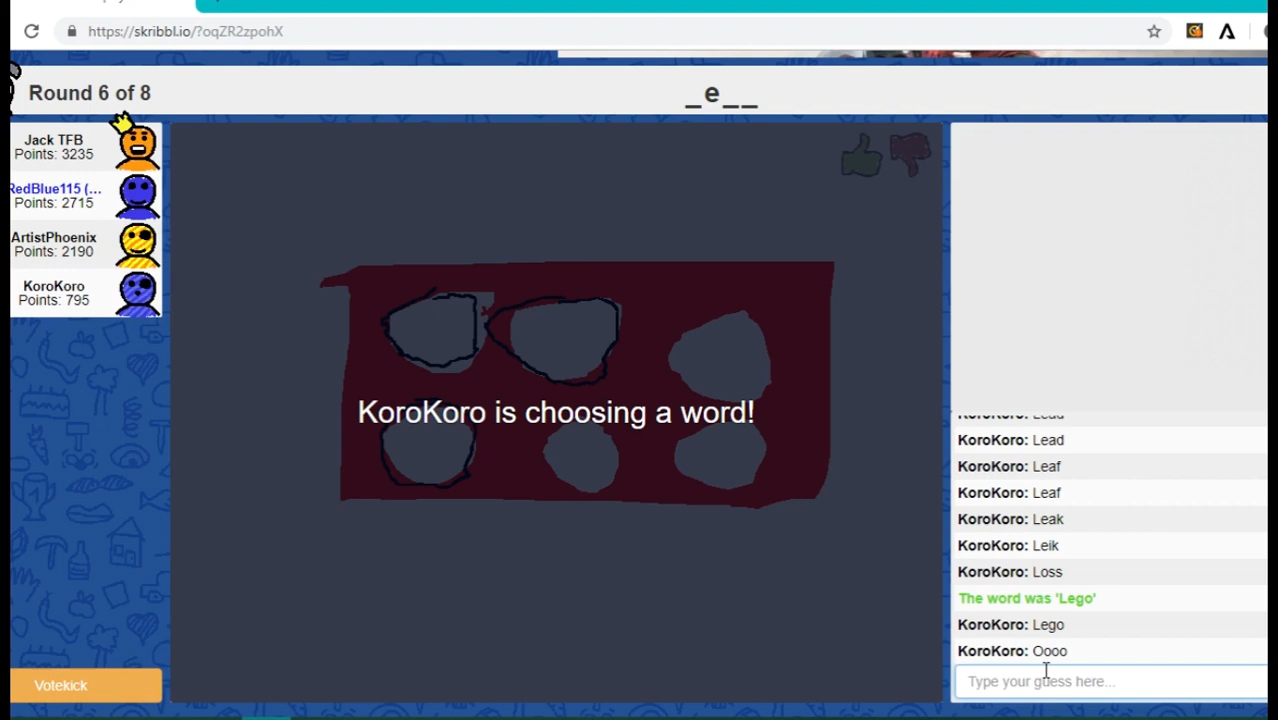 https://skribbl.io/?oqZR2zpohX
Round 6 of 8
_e__
Jack TFB
Points: 3235
RedBlue115 (...
Points: 2715
ArtistPhoenix
Points: 2190
KoroKoro
Points: 795
KoroKoro is choosing a word!
KoroKoro: Lead
KoroKoro: Lead
KoroKoro: Leaf
KoroKoro: Leaf
KoroKoro: Leak
KoroKoro: Leik
KoroKoro: Loss
The word was 'Lego'
KoroKoro: Lego
KoroKoro: Oooo
Type your guess here...
Votekick